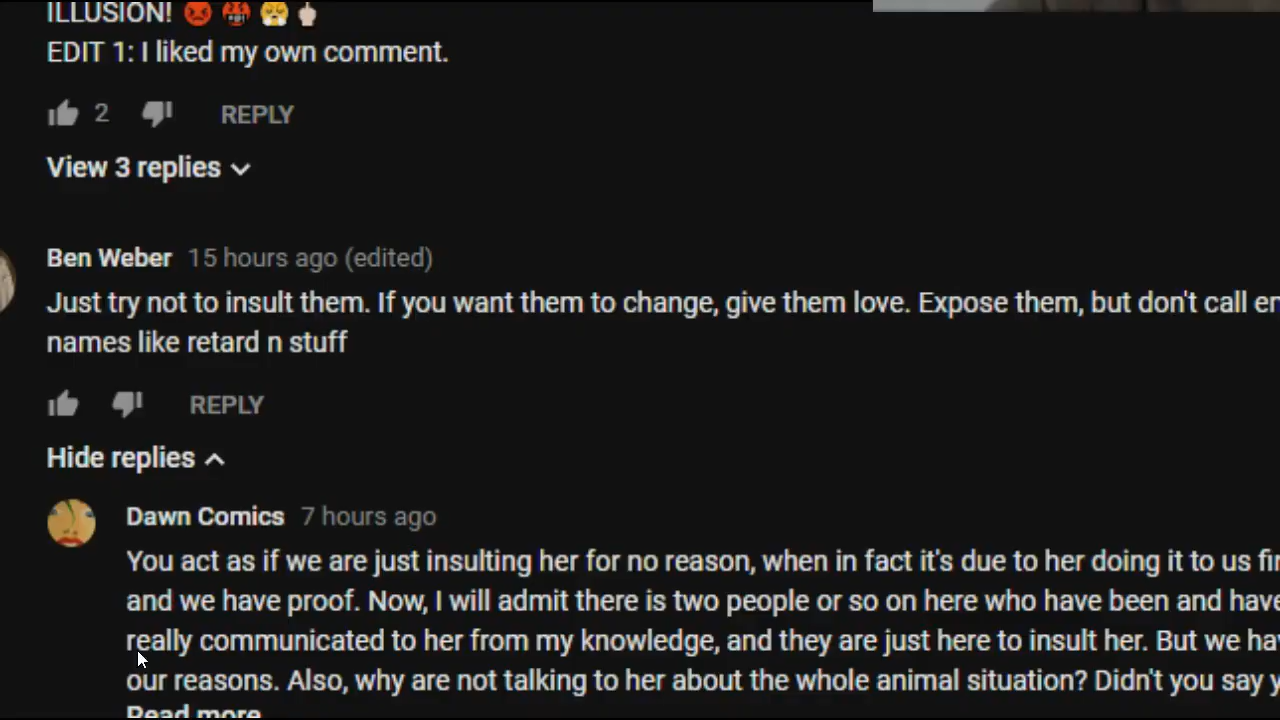 ILLUSION! 😡 🤬 😤 🖕🏻
EDIT 1: I liked my own comment.
2 REPLY
View 3 replies
Ben Weber 15 hours ago (edited)
Just try not to insult them. If you want them to change, give them love. Expose them, but don't call em
names like retard n stuff
REPLY
Hide replies
Dawn Comics 7 hours ago
You act as if we are just insulting her for no reason, when in fact it's due to her doing it to us
and we have proof. Now, I will admit there is two people or so on here who have been and have
really communicated to her from my knowledge, and they are just here to insult her. But we
our reasons. Also, why are not talking to her about the whole animal situation? Didn't you say
Read more